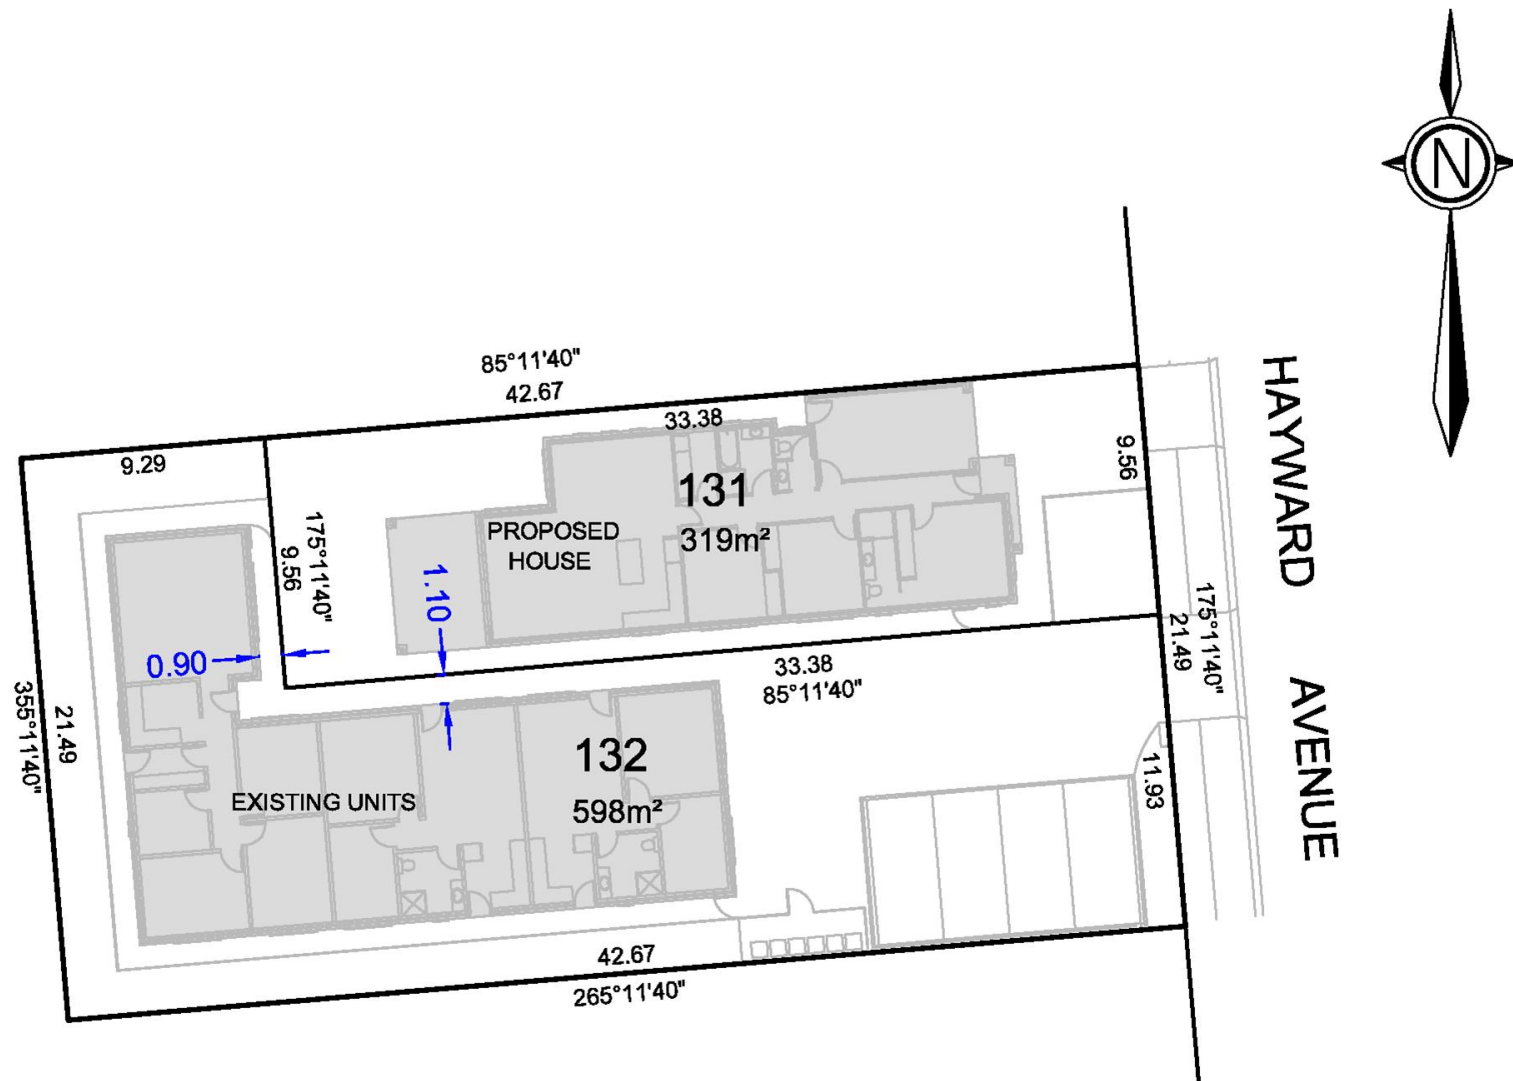 N
85°11'40"
42.67
33.38
9.29
9.56
HAYWARD AVENUE
131
319m²
PROPOSED
HOUSE
175°11'40"
9.56
1.10
0.90
33.38
85°11'40"
175°11'40"
21.49
355°11'40"
21.49
132
598m²
EXISTING UNITS
11.93
42.67
265°11'40"